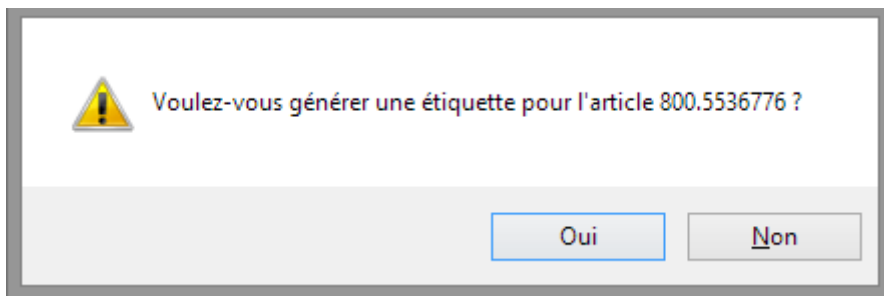 Voulez-vous générer une étiquette pour l'article 800.5536776 ?
Oui
Non